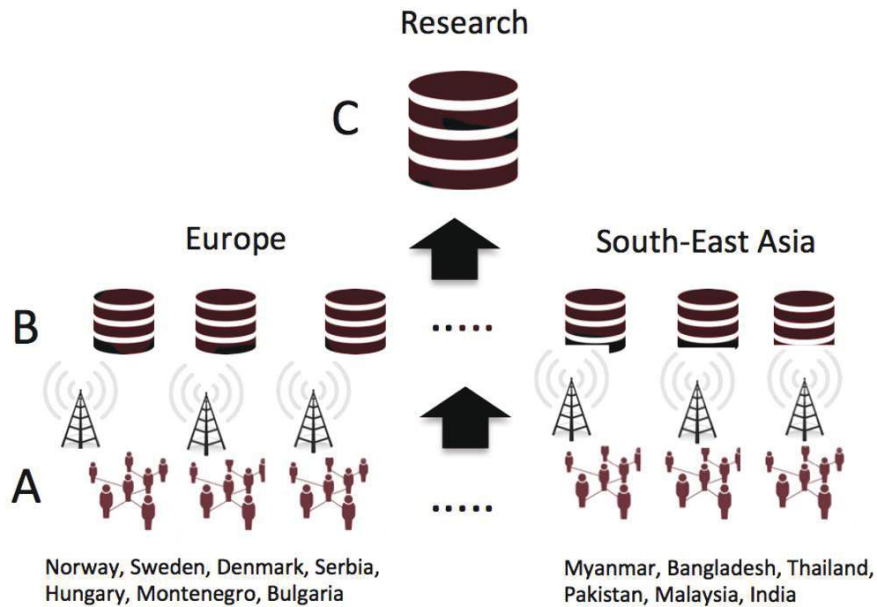 Research
C
Europe
South-East Asia
B
......
A
.....
Norway, Sweden, Denmark, Serbia,
Hungary, Montenegro, Bulgaria
Myanmar, Bangladesh, Thailand,
Pakistan, Malaysia, India